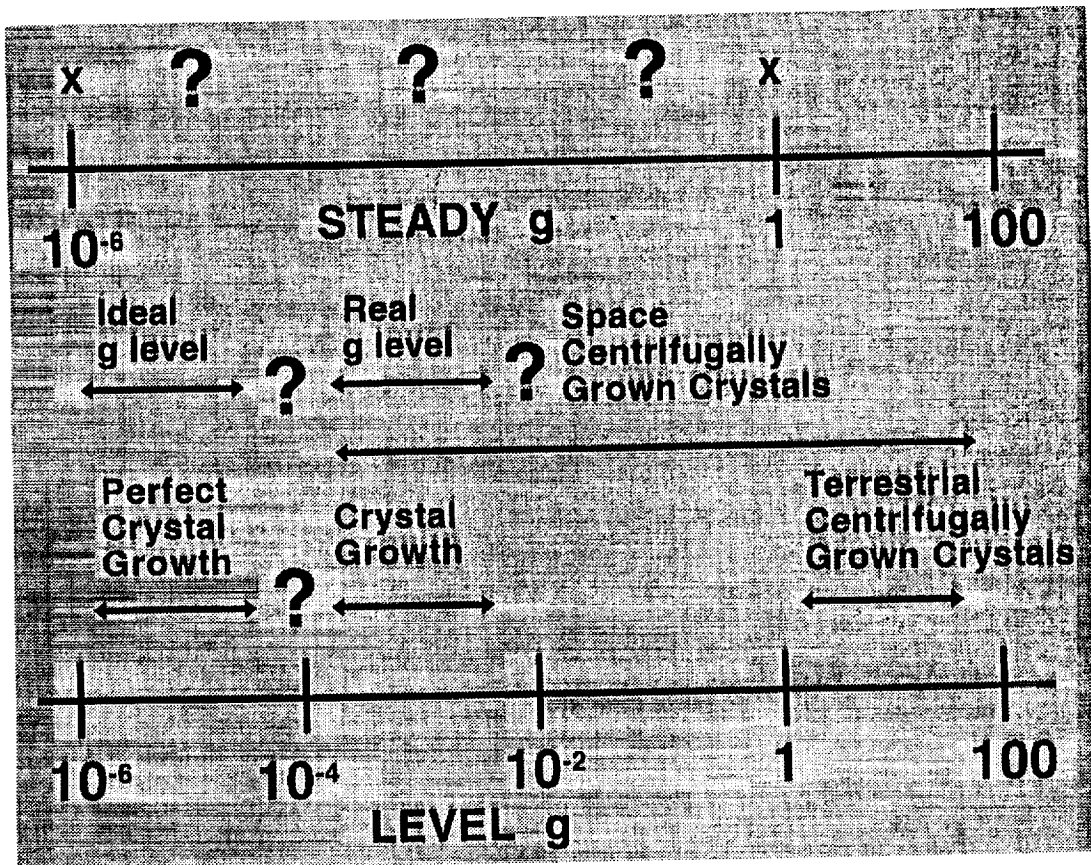 X ? ? ? X
STEADY g
10⁻⁶ 1 100
Ideal
g level
?
Real
g level
?
Space
Centrifugally
Grown Crystals
Perfect
Crystal
Growth
?
Crystal
Growth
Terrestrial
Centrifugally
Grown Crystals
10⁻⁶ 10⁻⁴ 10⁻² 1 100
LEVEL g